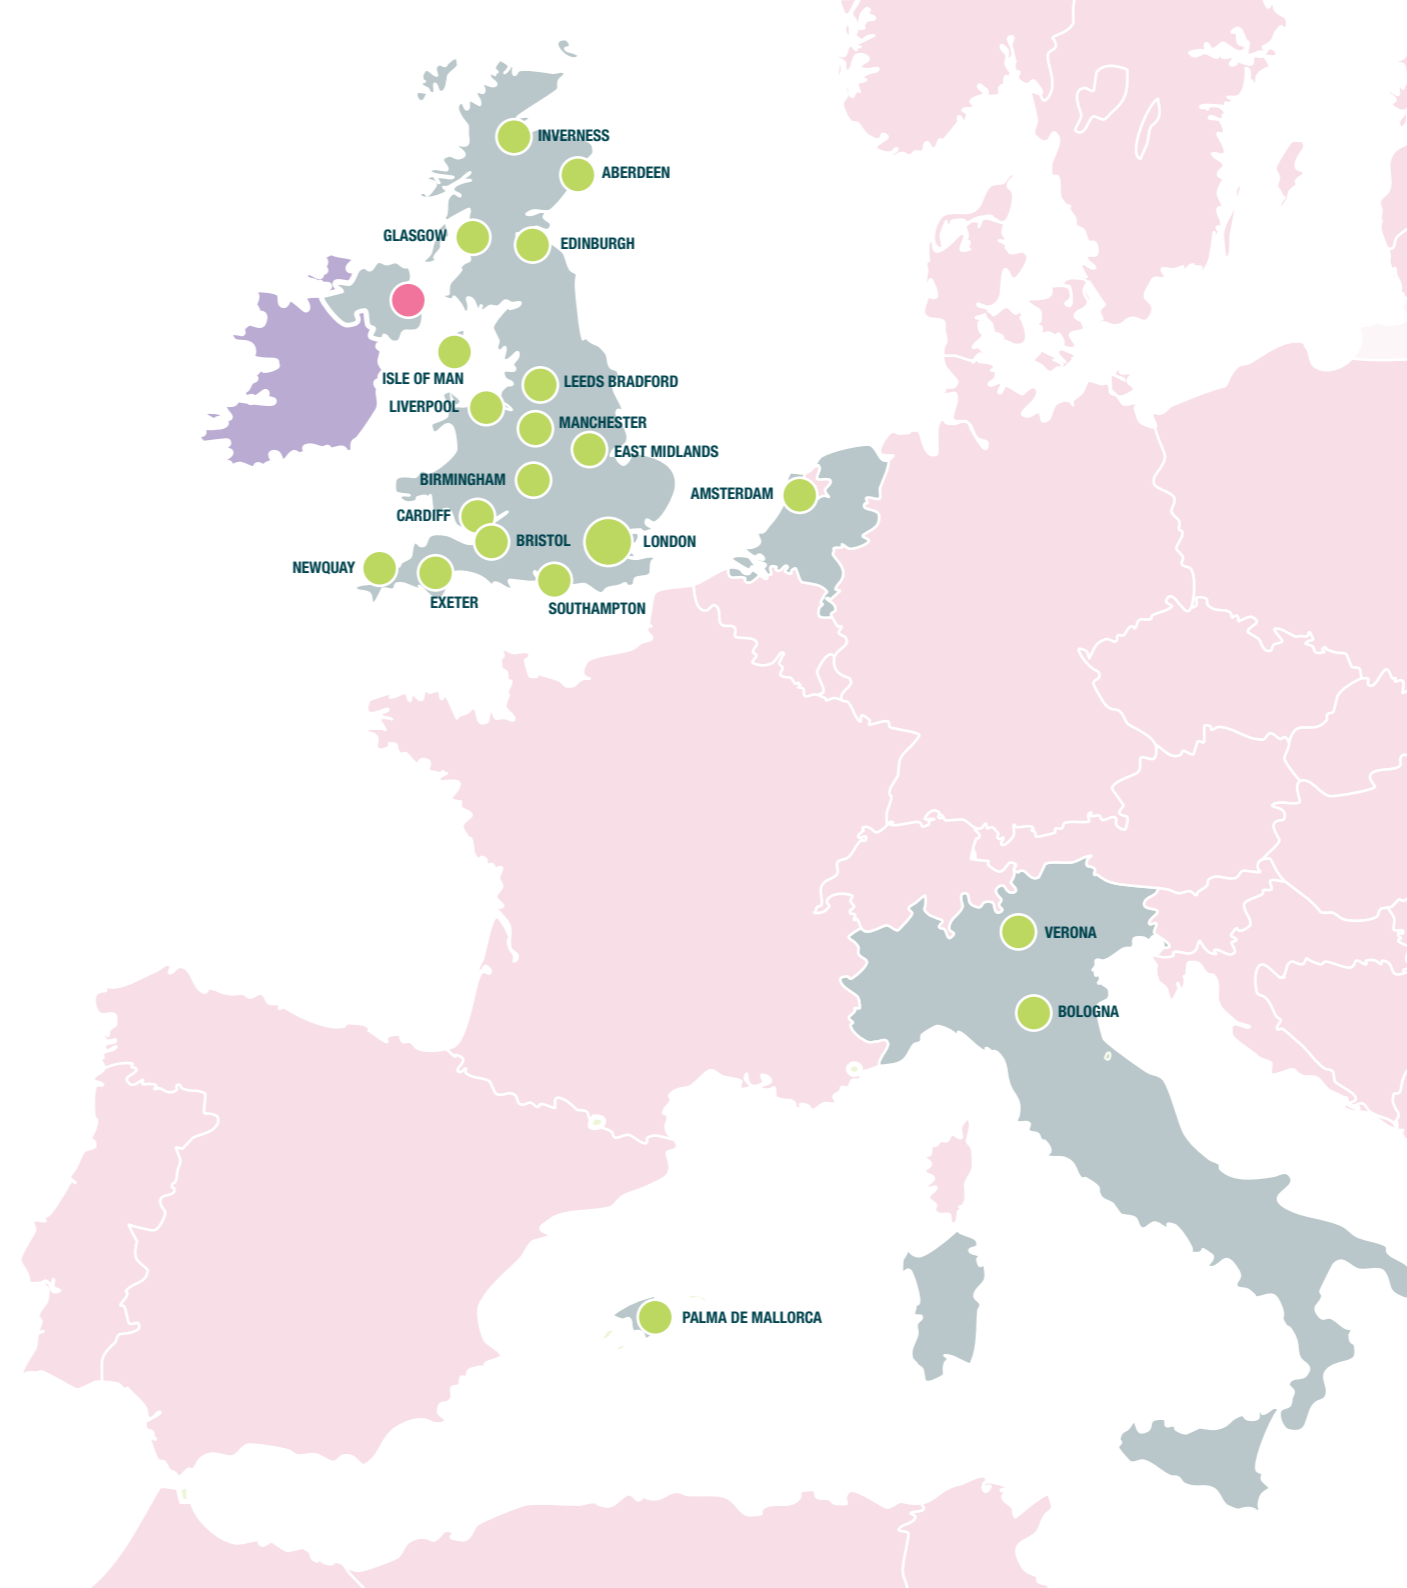 INVERNESS
ABERDEEN
GLASGOW
EDINBURGH
ISLE OF MAN
LEEDS BRADFORD
LIVERPOOL
MANCHESTER
EAST MIDLANDS
BIRMINGHAM
AMSTERDAM
CARDIFF
BRISTOL
LONDON
NEWQUAY
EXETER
SOUTHAMPTON
VERONA
BOLOGNA
PALMA DE MALLORCA